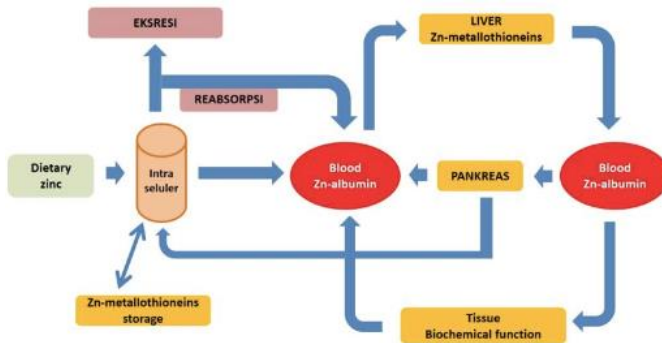 EKSRESI
LIVER
Zn-metallothioneins
REABSORPSI
Dietary
zinc
Intra
seluler
Blood
Zn-albumin
PANKREAS
Blood
Zn-albumin
Zn-metallothioneins
storage
Tissue
Biochemical function